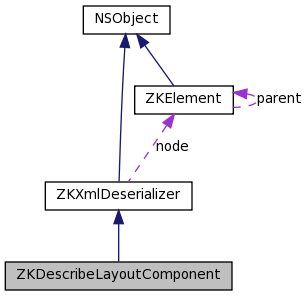 NSObject
ZKElement
parent
node
ZKXmlDeserializer
ZKDescribeLayoutComponent